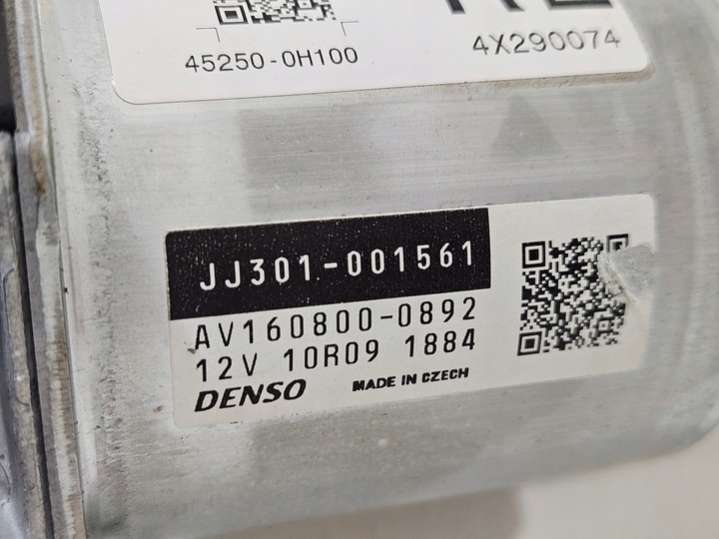 45250-0H100
4X290074
JJ301-001561
AV160800-0892
12V 10R09 1884
DENSO
MADE IN CZECH